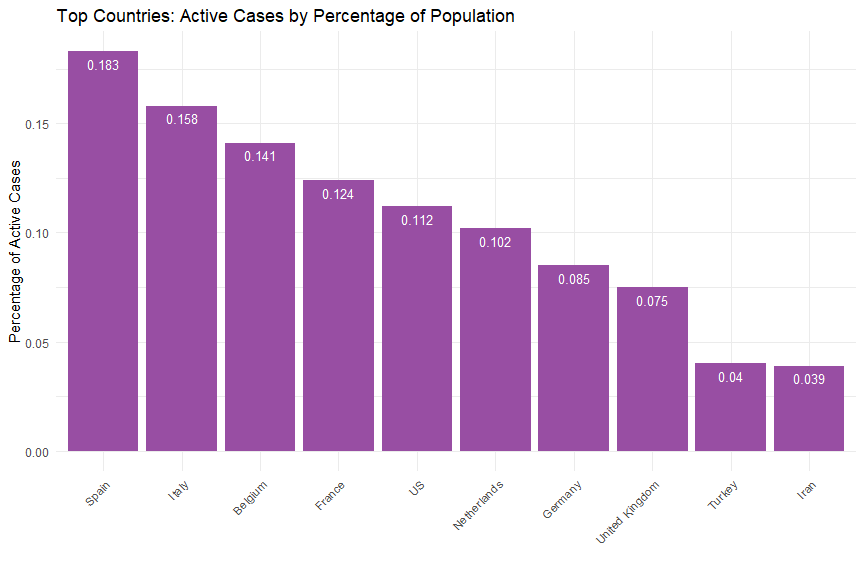 Top Countries: Active Cases by Percentage of Population
Percentage of Active Cases
0.15
0.10
0.05
0.00
0.183
0.158
0.141
0.124
0.112
0.102
0.085
0.075
0.04
0.039
Spain
Italy
Belgium
France
US
Netherlands
Germany
United Kingdom
Turkey
Iran